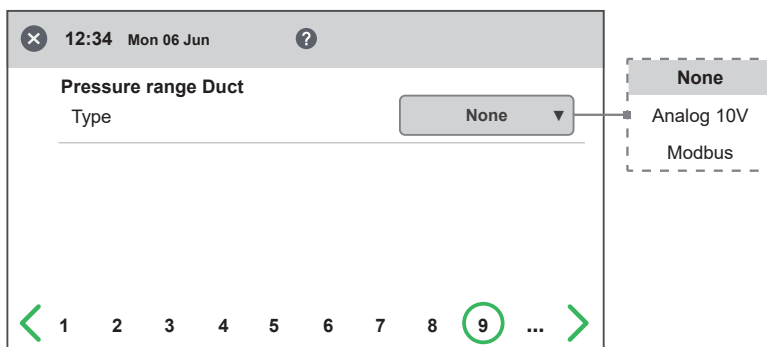 12:34 Mon 06 Jun ?
Pressure range Duct
Type None ▼
None
Analog 10V
Modbus
1 2 3 4 5 6 7 8 9 ...